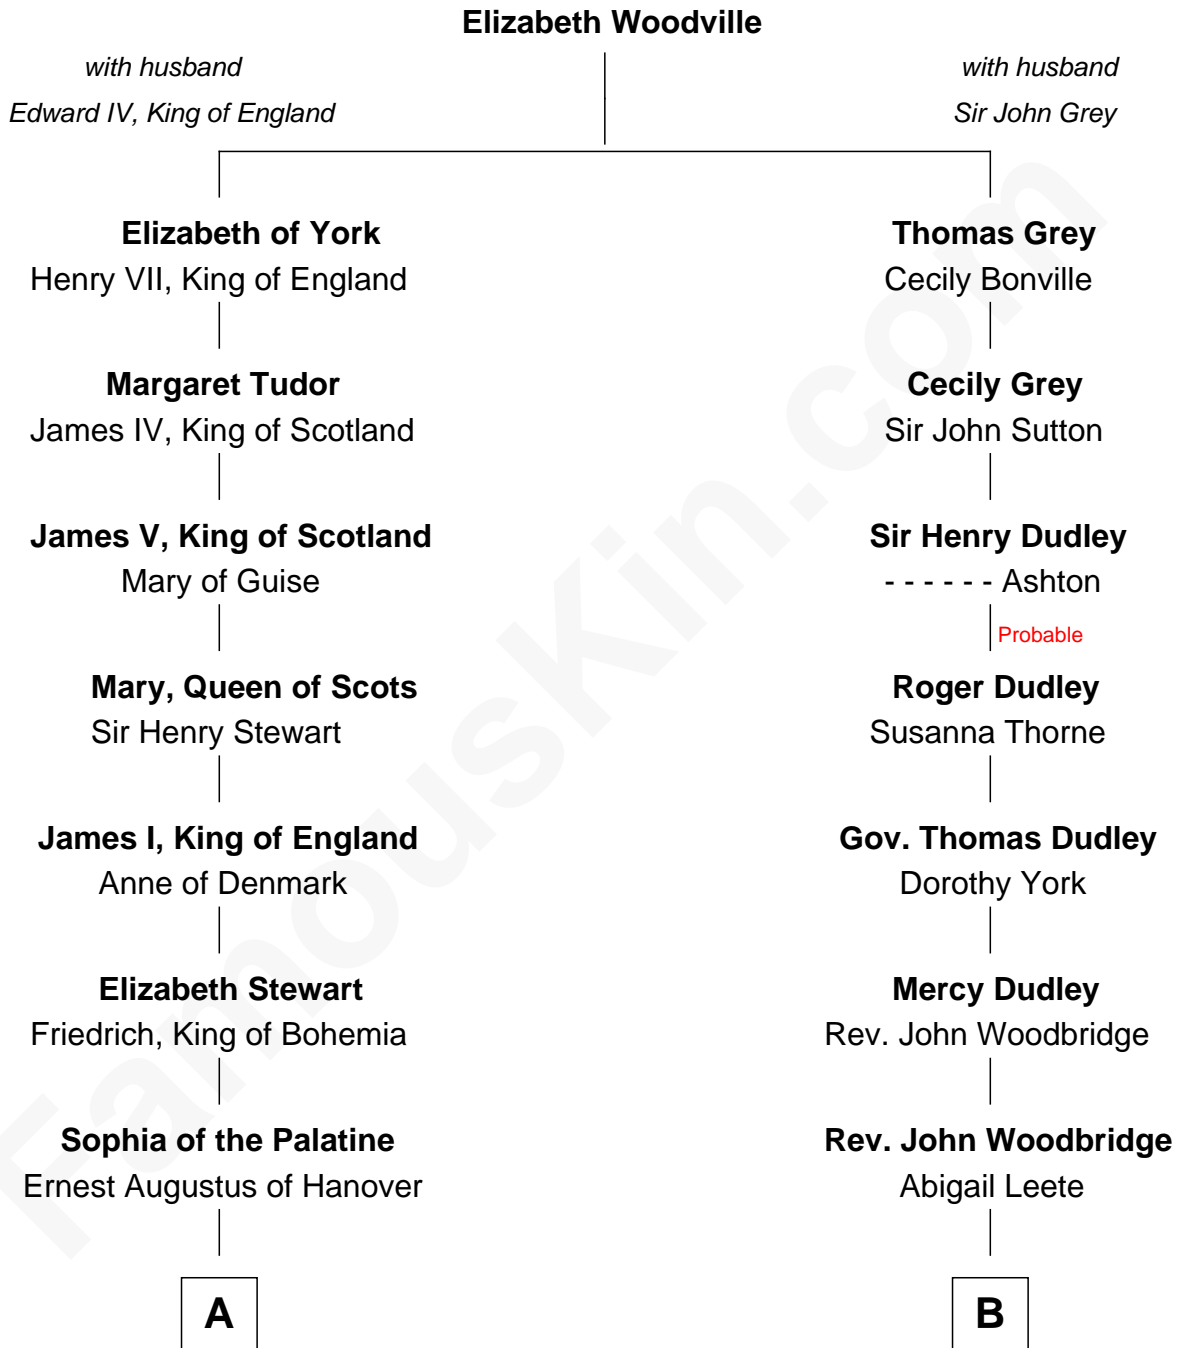 Elizabeth Woodville
with husband
Edward IV, King of England
with husband
Sir John Grey
Elizabeth of York
Henry VII, King of England
Thomas Grey
Cecily Bonville
Margaret Tudor
James IV, King of Scotland
Cecily Grey
Sir John Sutton
James V, King of Scotland
Mary of Guise
Sir Henry Dudley
- - - - - - Ashton
Probable
Mary, Queen of Scots
Sir Henry Stewart
Roger Dudley
Susanna Thorne
James I, King of England
Anne of Denmark
Gov. Thomas Dudley
Dorothy York
Elizabeth Stewart
Friedrich, King of Bohemia
Mercy Dudley
Rev. John Woodbridge
Sophia of the Palatine
Ernest Augustus of Hanover
Rev. John Woodbridge
Abigail Leete
A
B
FamousKin.com